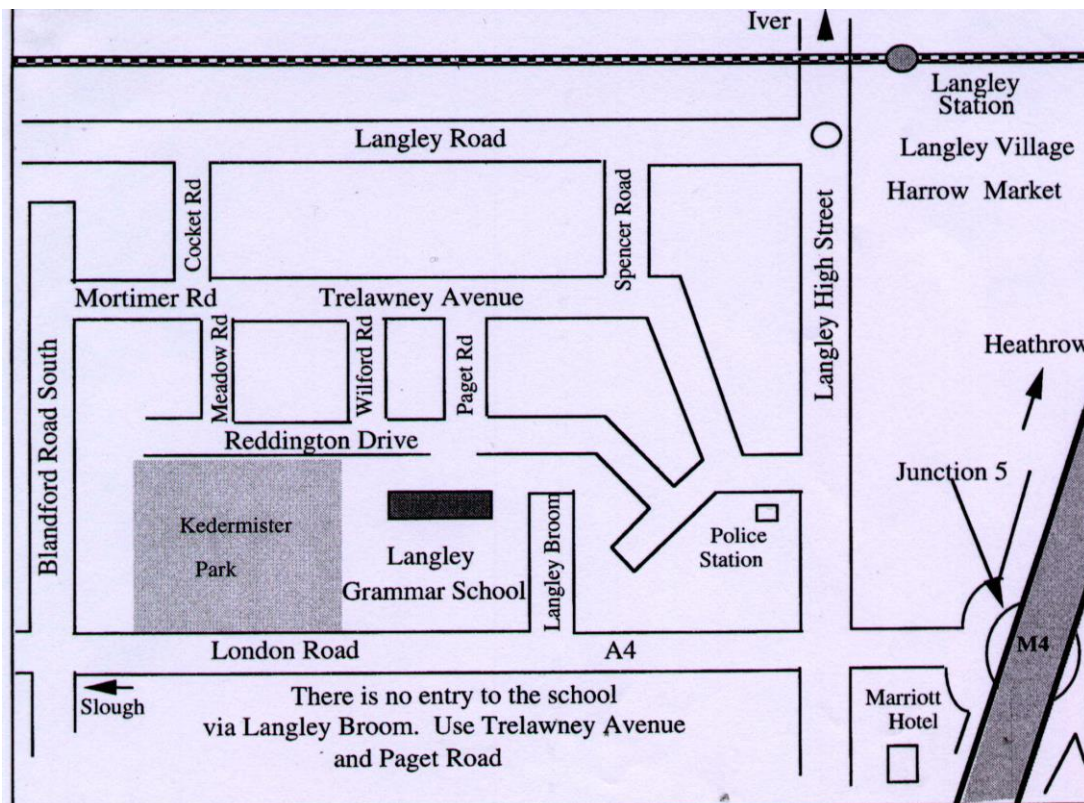 Iver
Langley
Station
Langley Road
Langley Village
Harrow Market
Cocket Rd
Spencer Road
Langley High Street
Mortimer Rd
Trelawney Avenue
Heathrow
Meadow Rd
Wilford Rd
Paget Rd
Blandford Road South
Reddington Drive
Junction 5
Kedermister
Park
Langley
Grammar School
Langley Broom
Police
Station
London Road
A4
M4
Slough
There is no entry to the school
via Langley Broom. Use Trelawney Avenue
and Paget Road
Marriott
Hotel